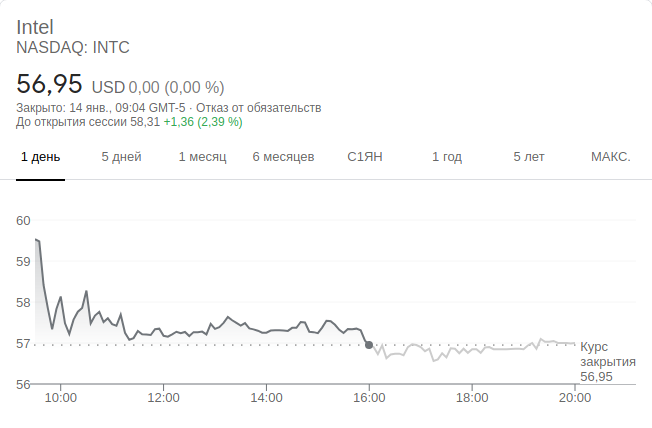 Intel
NASDAQ: INTC
56,95 USD 0,00 (0,00 %)
Закрыто: 14 янв., 09:04 GMT-5 · Отказ от обязательств
До открытия сессии 58,31 +1,36 (2,39 %)
1 день 5 дней 1 месяц 6 месяцев С1ЯН 1 год 5 лет МАКС.
60
59
58
57
56
Курс
закрытия
56,95
10:00 12:00 14:00 16:00 18:00 20:00